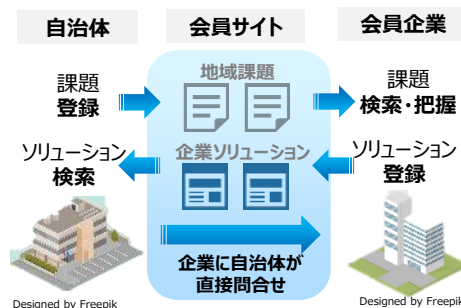 自治体
会員サイト
会員企業
課題
登録
地域課題
課題
検索・把握
ソリューション
検索
企業ソリューション
ソリューション
登録
企業に自治体が
直接問合せ
Designed by Freepik
Designed by Freepik